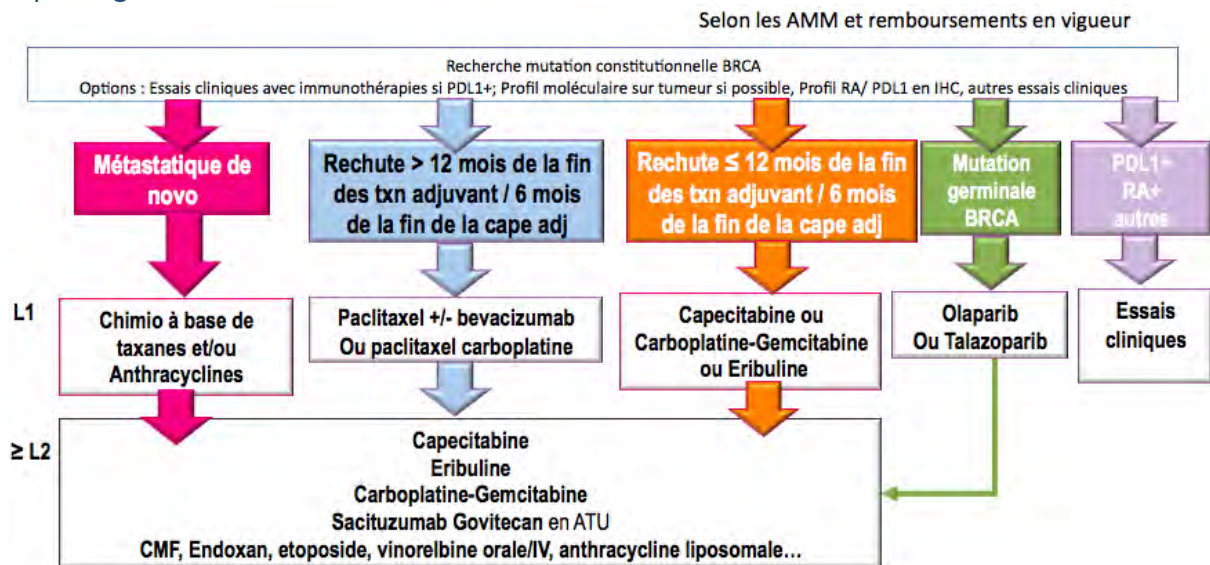 Selon les AMM et remboursements en vigueur
Recherche mutation constitutionnelle BRCA
Options : Essais cliniques avec immunothérapies si PDL1+; Profil moléculaire sur tumeur si possible, Profil RA/ PDL1 en IHC, autres essais cliniques
Métastatique de
novo
Rechute > 12 mois de la fin
des txn adjuvant / 6 mois
de la fin de la cape adj
Rechute ≤ 12 mois de la fin
des txn adjuvant / 6 mois
de la fin de la cape adj
Mutation
germinale
BRCA
PDL1+
RA+
autres
L1
Chimio à base de
taxanes et/ou
Anthracyclines
Paclitaxel +/- bevacizumab
Ou paclitaxel carboplatine
Capecitabine ou
Carboplatine-Gemcitabine
ou Eribuline
Olaparib
Ou Talazoparib
Essais
cliniques
≥ L2
Capecitabine
Eribuline
Carboplatine-Gemcitabine
Sacituzumab Govitecan en ATU
CMF, Endoxan, etoposide, vinorelbine orale/IV, anthracycline liposomale...